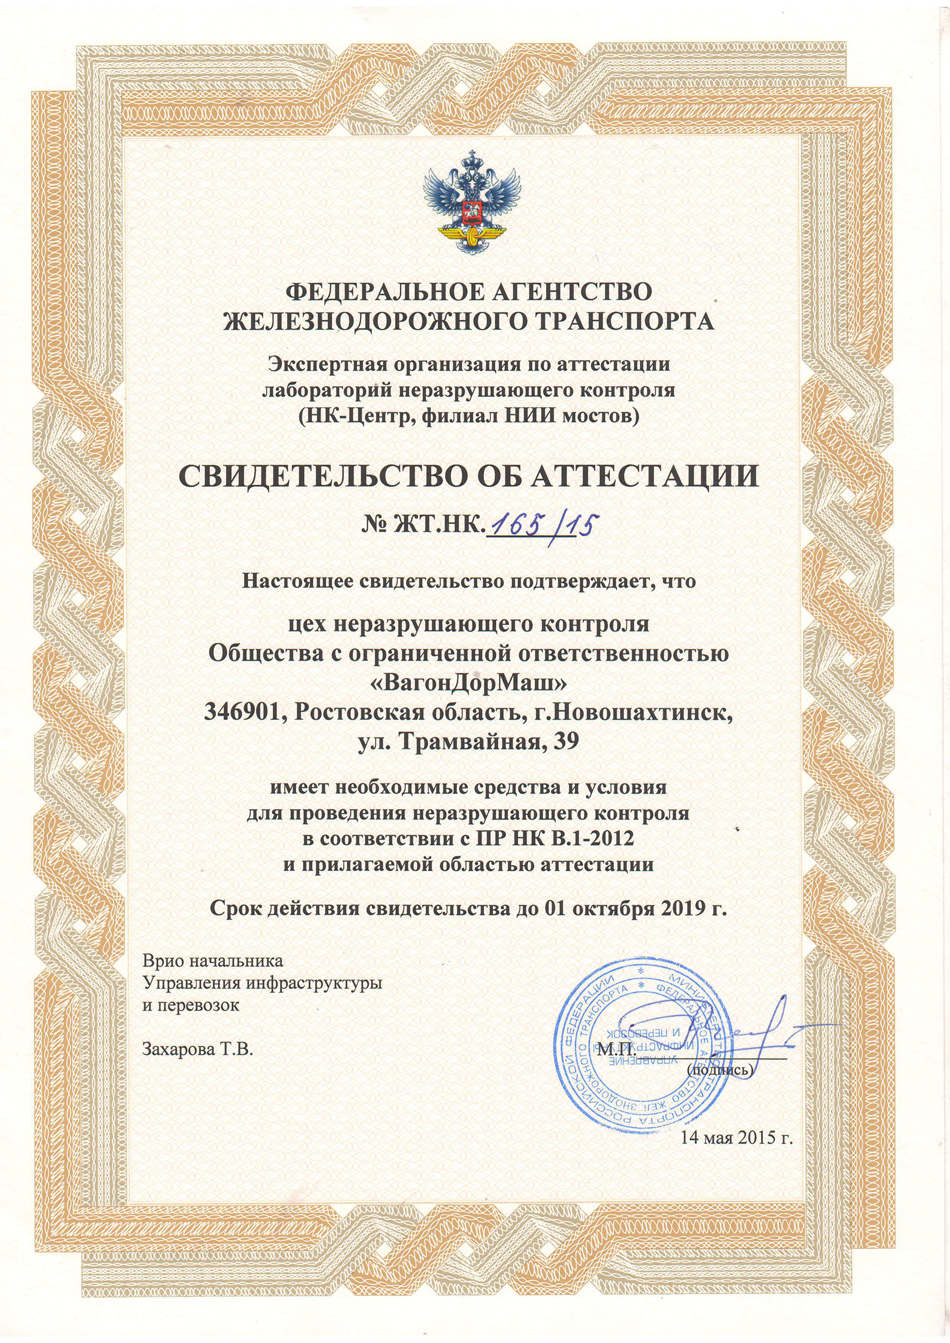 ФЕДЕРАЛЬНОЕ АГЕНТСТВО
ЖЕЛЕЗНОДОРОЖНОГО ТРАНСПОРТА
Экспертная организация по аттестации
лабораторий неразрушающего контроля
(НК-Центр, филиал НИИ мостов)
СВИДЕТЕЛЬСТВО ОБ АТТЕСТАЦИИ
№ ЖТ.НК.165/15
Настоящее свидетельство подтверждает, что
цех неразрушающего контроля
Общества с ограниченной ответственностью
«ВагонДорМаш»
346901, Ростовская область, г.Новошахтинск,
ул. Трамвайная, 39
имеет необходимые средства и условия
для проведения неразрушающего контроля
в соответствии с ПР НК В.1-2012
и прилагаемой областью аттестации
Срок действия свидетельства до 01 октября 2019 г.
Врио начальника
Управления инфраструктуры
и перевозок
Захарова Т.В.
М.П.
(подпись)
МИНИСТЕРСТВО ТРАНСПОРТА РОССИЙСКОЙ ФЕДЕРАЦИИ
ФЕДЕРАЛЬНОЕ АГЕНТСТВО ЖЕЛЕЗНОДОРОЖНОГО ТРАНСПОРТА
УПРАВЛЕНИЕ
ИНФРАСТРУКТУРЫ
И ПЕРЕВОЗОК
14 мая 2015 г.